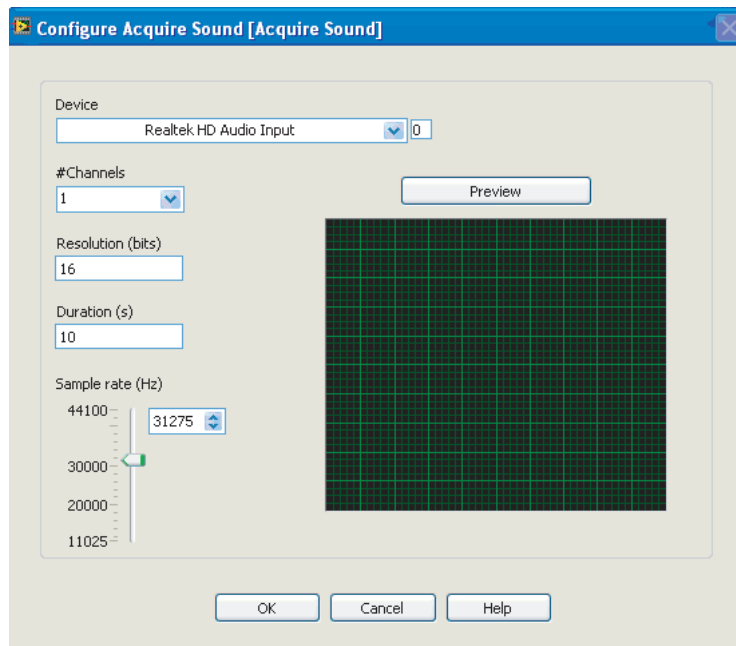 Configure Acquire Sound [Acquire Sound]
Device
Realtek HD Audio Input 0
#Channels
1
Preview
Resolution (bits)
16
Duration (s)
10
Sample rate (Hz)
44100
31275
30000
20000
11025
OK Cancel Help